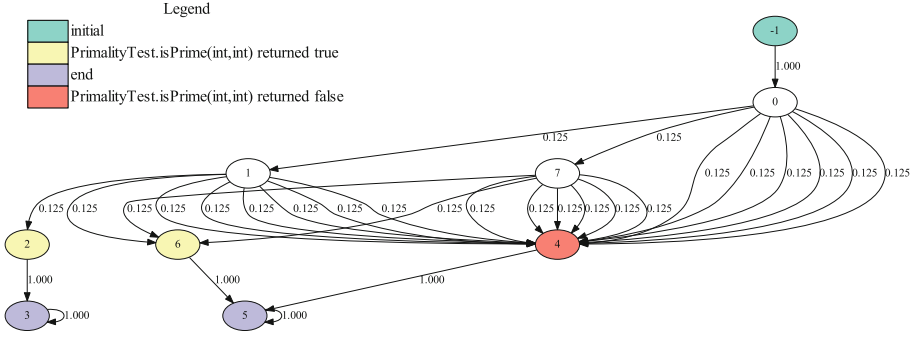 Legend
initial
PrimalityTest.isPrime(int,int) returned true
end
PrimalityTest.isPrime(int,int) returned false
-1
1.000
0
0.125 0.125
1 7 0.125 0.125 0.125 0.125 0.125 0.125
0.125 0.125 0.125 0.125 0.125 0.125 0.125 0.125 0.125 0.125 0.125 0.125 0.125 0.125 0.125 0.125
2 6 4
1.000 1.000 1.000
3 1.000 5 1.000